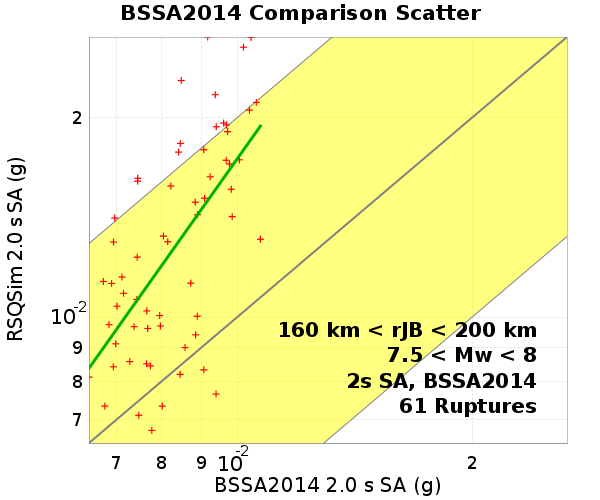 BSSA2014 Comparison Scatter
RSQSim 2.0 s SA (g)
2
10-2
9
8
7
160 km < rJB < 200 km
7.5 < Mw < 8
2s SA, BSSA2014
61 Ruptures
7 8 9 10-2 2
BSSA2014 2.0 s SA (g)